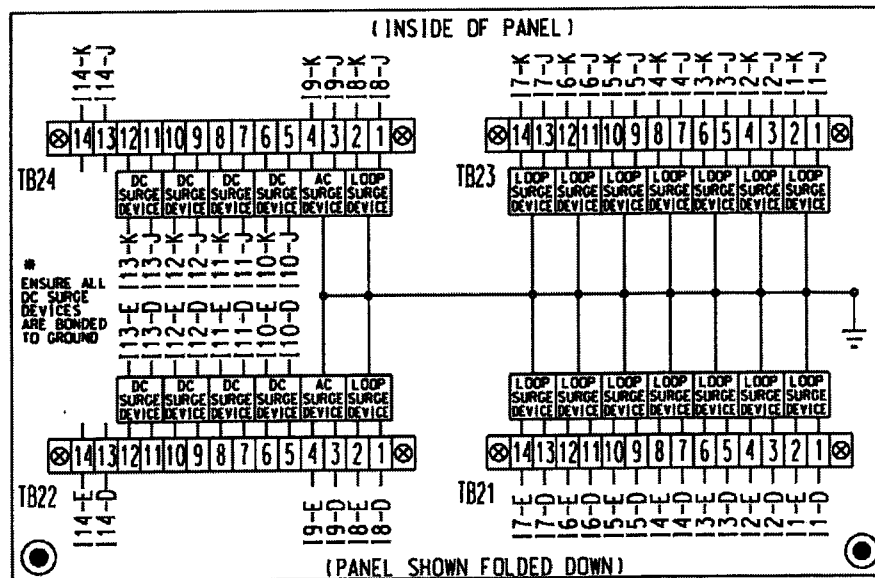 (INSIDE OF PANEL)
I14-K I14-J I9-K I9-J I8-K I8-J
I7-K I7-J I6-K I6-J I5-K I5-J I4-K I4-J I3-K I3-J I2-K I2-J I1-K I1-J
14 13 12 11 10 9 8 7 6 5 4 3 2 1
14 13 12 11 10 9 8 7 6 5 4 3 2 1
TB24
DC SURGE DEVICE
DC SURGE DEVICE
DC SURGE DEVICE
DC SURGE DEVICE
AC SURGE DEVICE
LOOP SURGE DEVICE
TB23
LOOP SURGE DEVICE
LOOP SURGE DEVICE
LOOP SURGE DEVICE
LOOP SURGE DEVICE
LOOP SURGE DEVICE
LOOP SURGE DEVICE
LOOP SURGE DEVICE
I13-K I13-J I12-K I12-J I11-K I11-J I10-K I10-J
*
ENSURE ALL
DC SURGE
DEVICES
ARE BONDED
TO GROUND
I13-E I13-D I12-E I12-D I11-E I11-D I10-E I10-D
DC SURGE DEVICE
DC SURGE DEVICE
DC SURGE DEVICE
DC SURGE DEVICE
AC SURGE DEVICE
LOOP SURGE DEVICE
LOOP SURGE DEVICE
LOOP SURGE DEVICE
LOOP SURGE DEVICE
LOOP SURGE DEVICE
LOOP SURGE DEVICE
LOOP SURGE DEVICE
LOOP SURGE DEVICE
14 13 12 11 10 9 8 7 6 5 4 3 2 1
14 13 12 11 10 9 8 7 6 5 4 3 2 1
TB22
I14-E I14-D I9-E I9-D I8-E I8-D
TB21
I7-E I7-D I6-E I6-D I5-E I5-D I4-E I4-D I3-E I3-D I2-E I2-D I1-E I1-D
(PANEL SHOWN FOLDED DOWN)